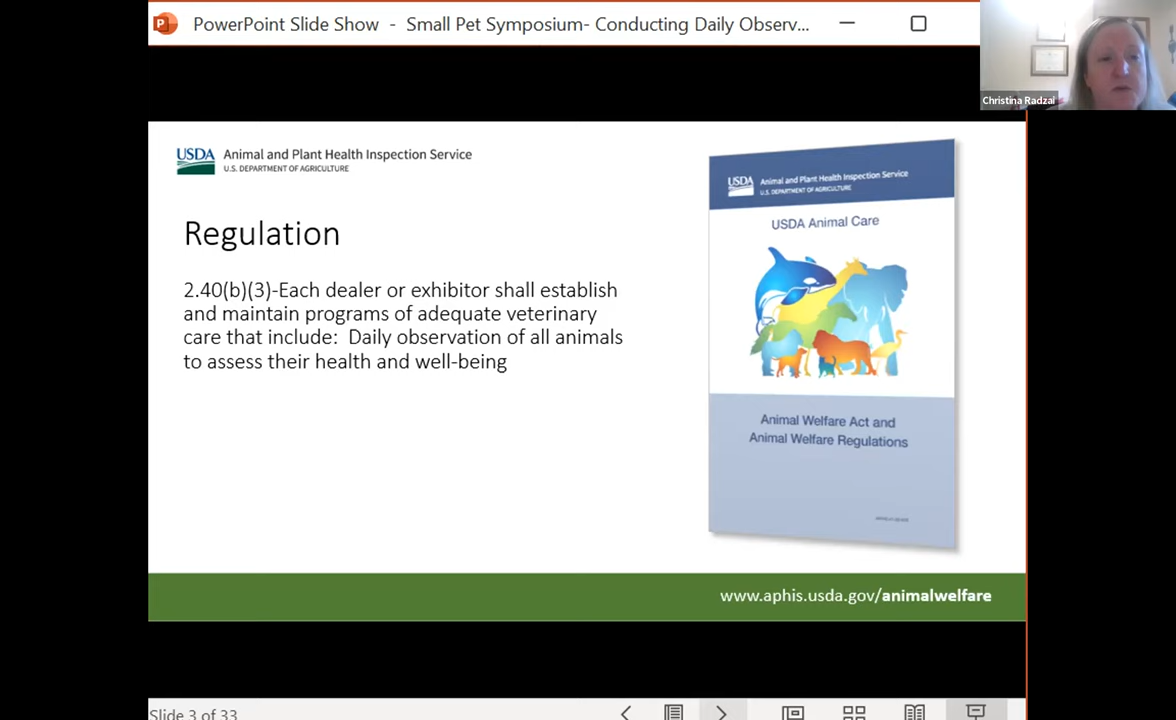 PowerPoint Slide Show - Small Pet Symposium- Conducting Daily Observ...
Christina Radzai
USDA Animal and Plant Health Inspection Service
U.S. DEPARTMENT OF AGRICULTURE
Regulation
2.40(b)(3)-Each dealer or exhibitor shall establish
and maintain programs of adequate veterinary
care that include:  Daily observation of all animals
to assess their health and well-being
USDA Animal and Plant Health Inspection Service
U.S. DEPARTMENT OF AGRICULTURE
USDA Animal Care
Animal Welfare Act and
Animal Welfare Regulations
www.aphis.usda.gov/animalwelfare
Slide 3 of 33